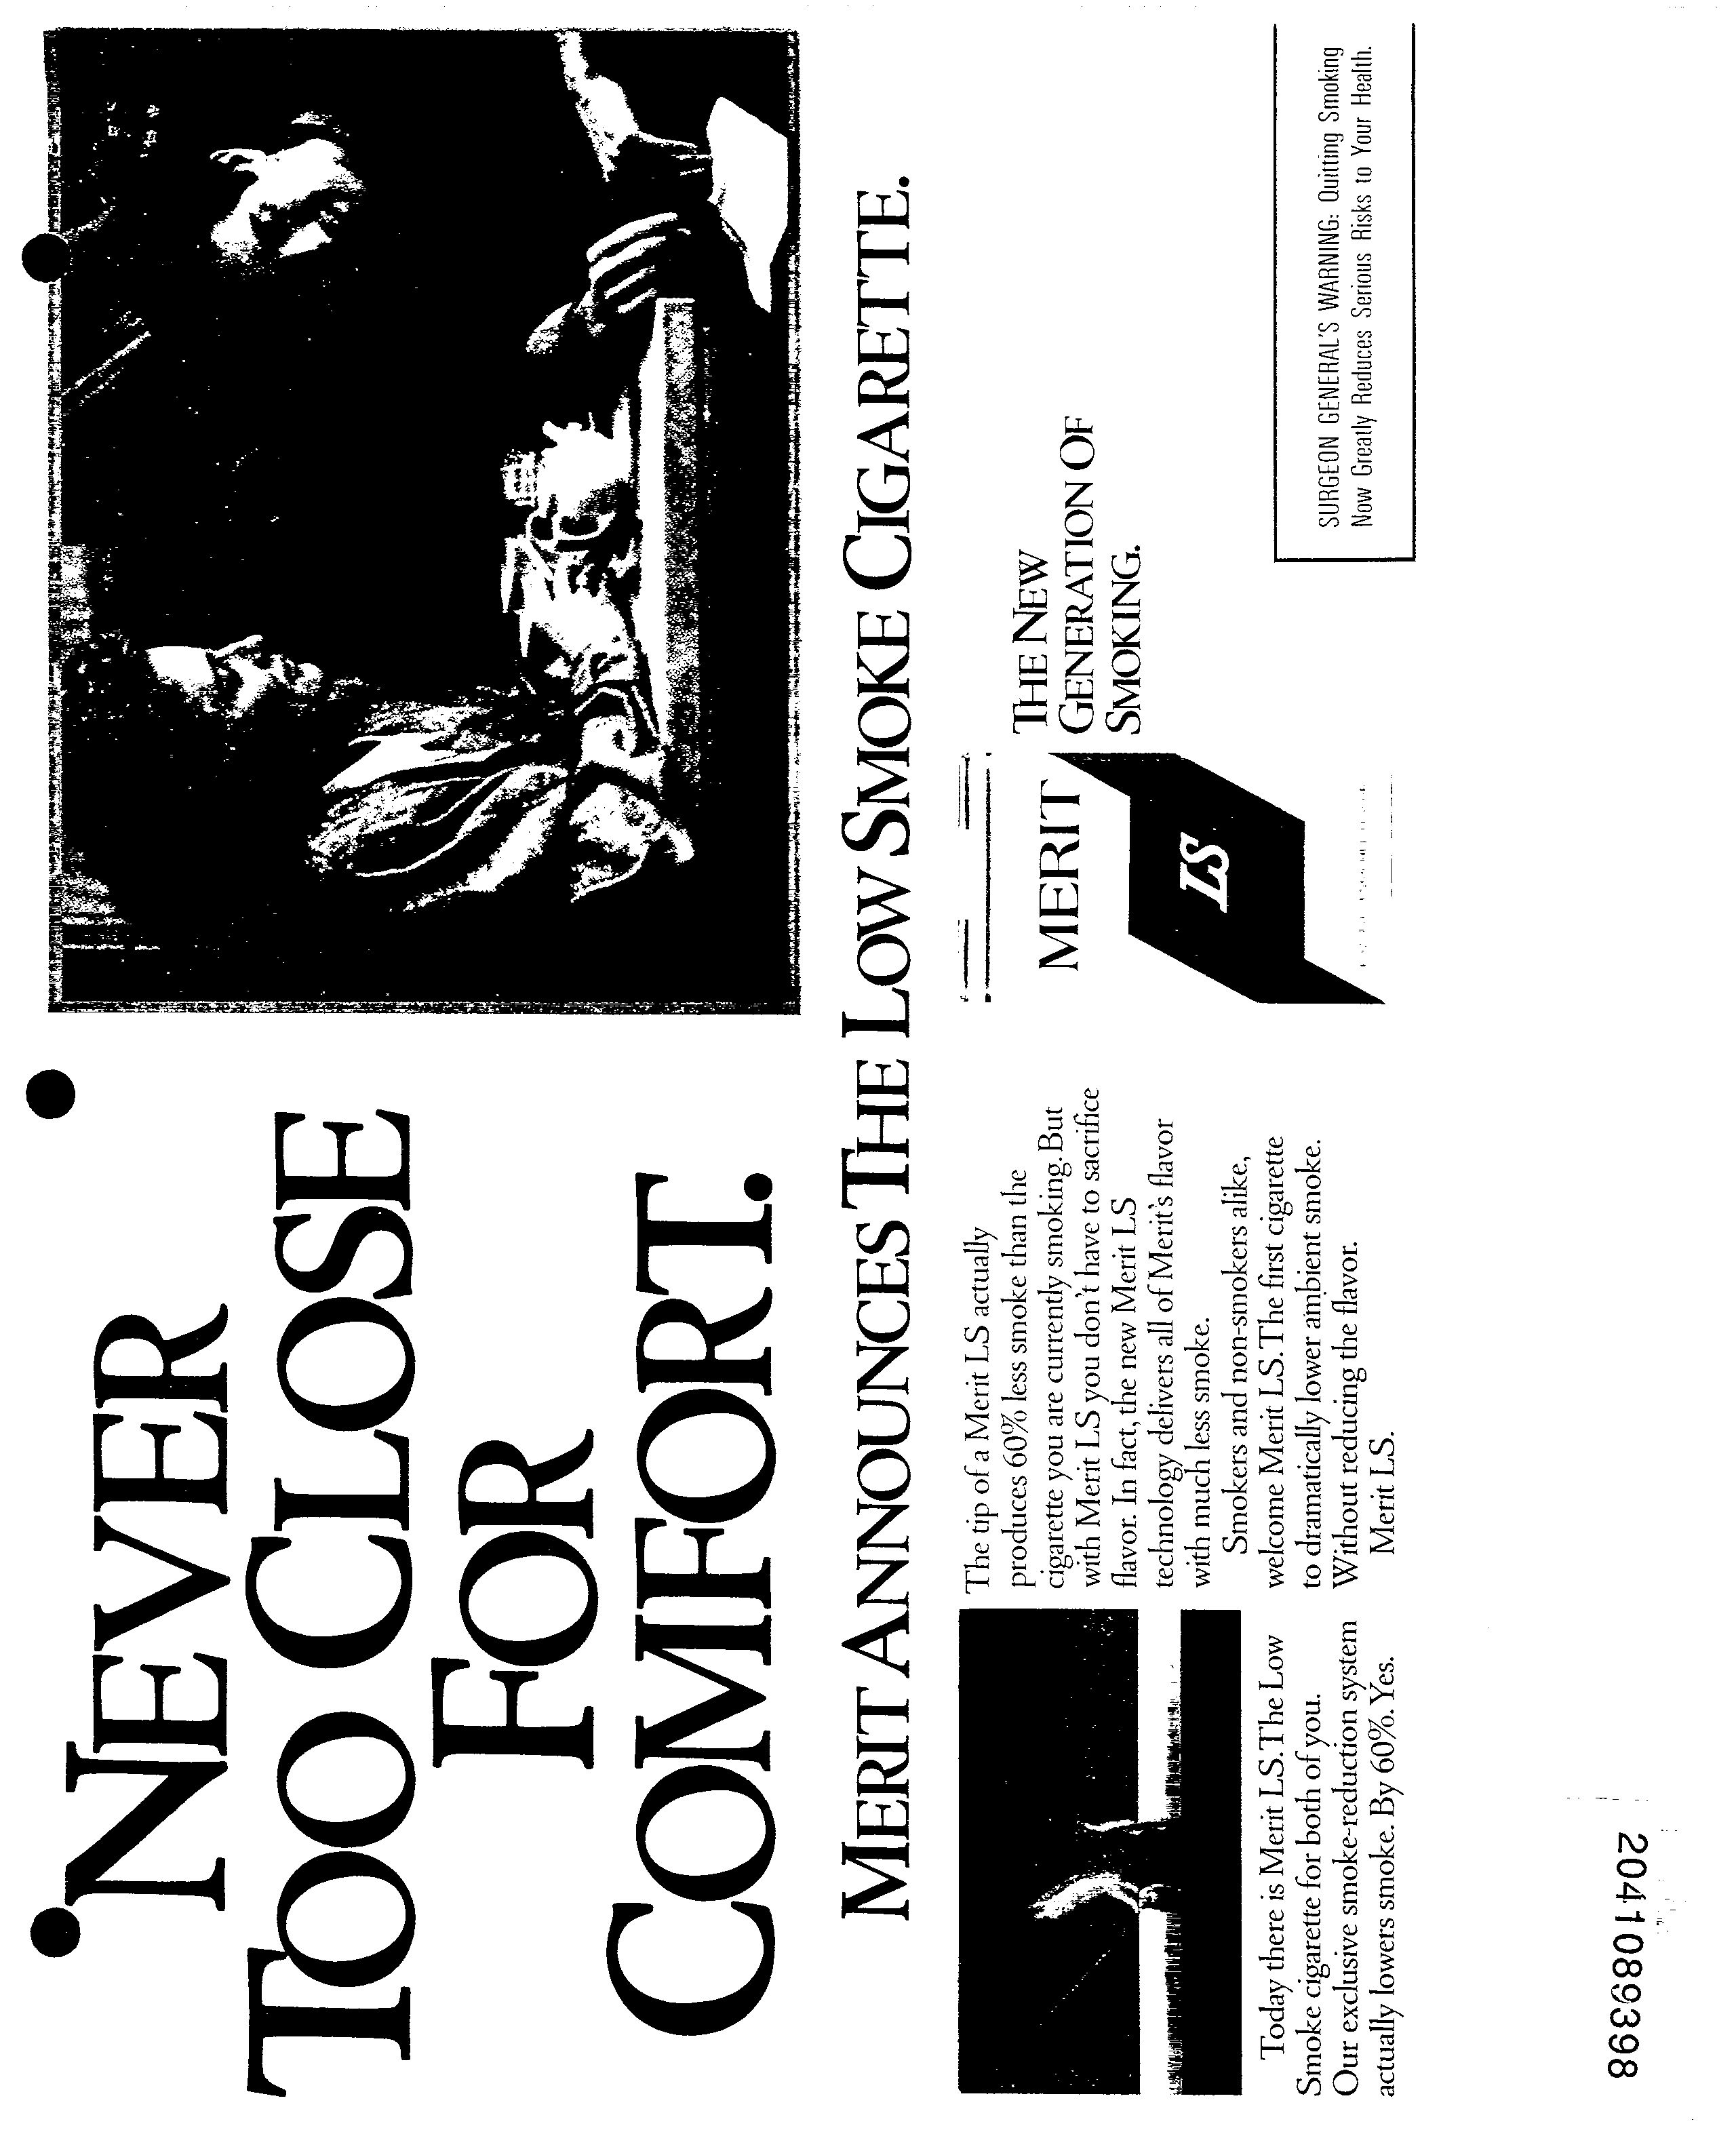 NEVER
TOO CLOSE
FOR
COMFORT.
MERIT ANNOUNCES THE LOW SMOKE CIGARETTE.
Today there is Merit LS. The Low
Smoke cigarette for both of you.
Our exclusive smoke-reduction system
actually lowers smoke. By 60%. Yes.
The tip of a Merit LS actually
produces 60% less smoke than the
cigarette you are currently smoking. But
with Merit LS you don't have to sacrifice
flavor. In fact, the new Merit LS
technology delivers all of Merit's flavor
with much less smoke.
Smokers and non-smokers alike,
welcome Merit LS. The first cigarette
to dramatically lower ambient smoke.
Without reducing the flavor.
Merit LS.
MERIT
LS
THE NEW
GENERATION OF
SMOKING.
SURGEON GENERAL'S WARNING: Quitting Smoking
Now Greatly Reduces Serious Risks to Your Health.
2041089398